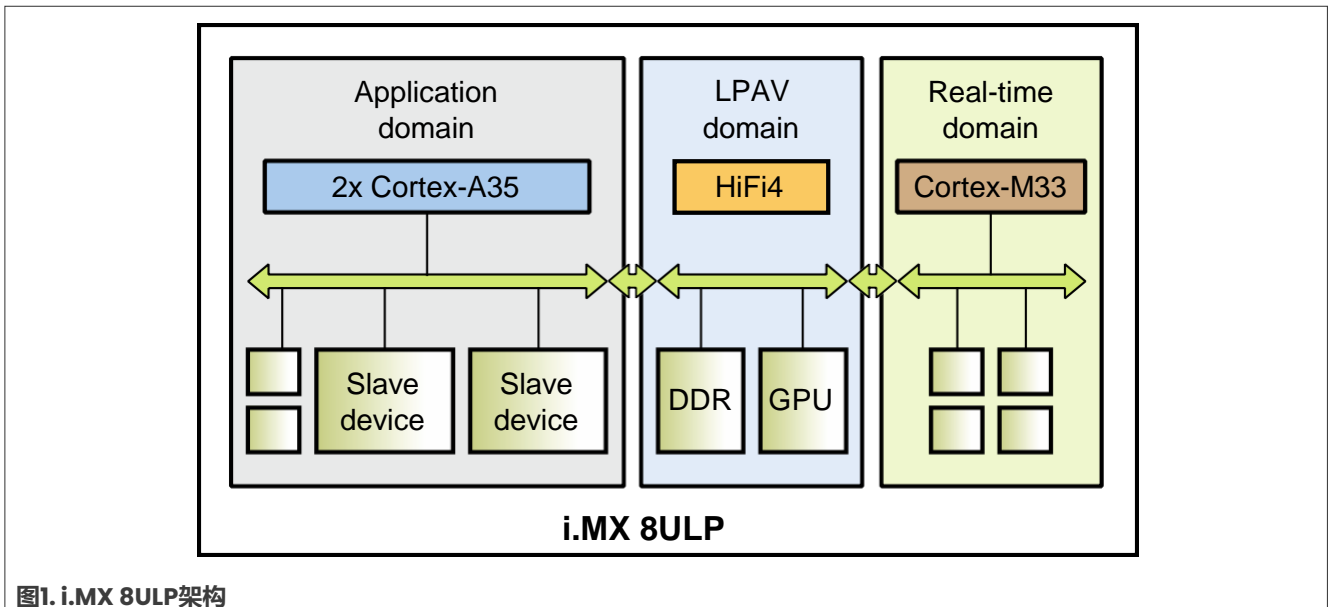 Application
domain
2x Cortex-A35
Slave
device
Slave
device
LPAV
domain
HiFi4
DDR
GPU
Real-time
domain
Cortex-M33
i.MX 8ULP
图1. i.MX 8ULP架构